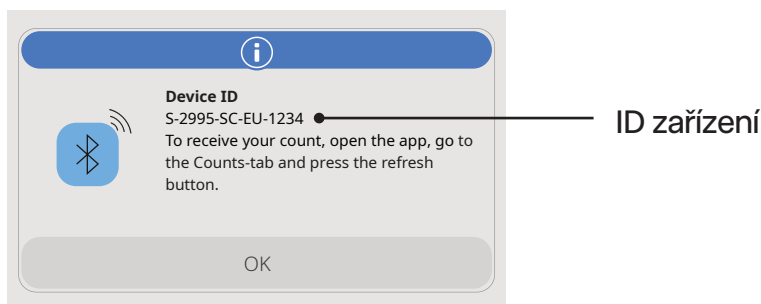 Device ID
S-2995-SC-EU-1234
ID zařízení
To receive your count, open the app, go to
the Counts-tab and press the refresh
button.
OK